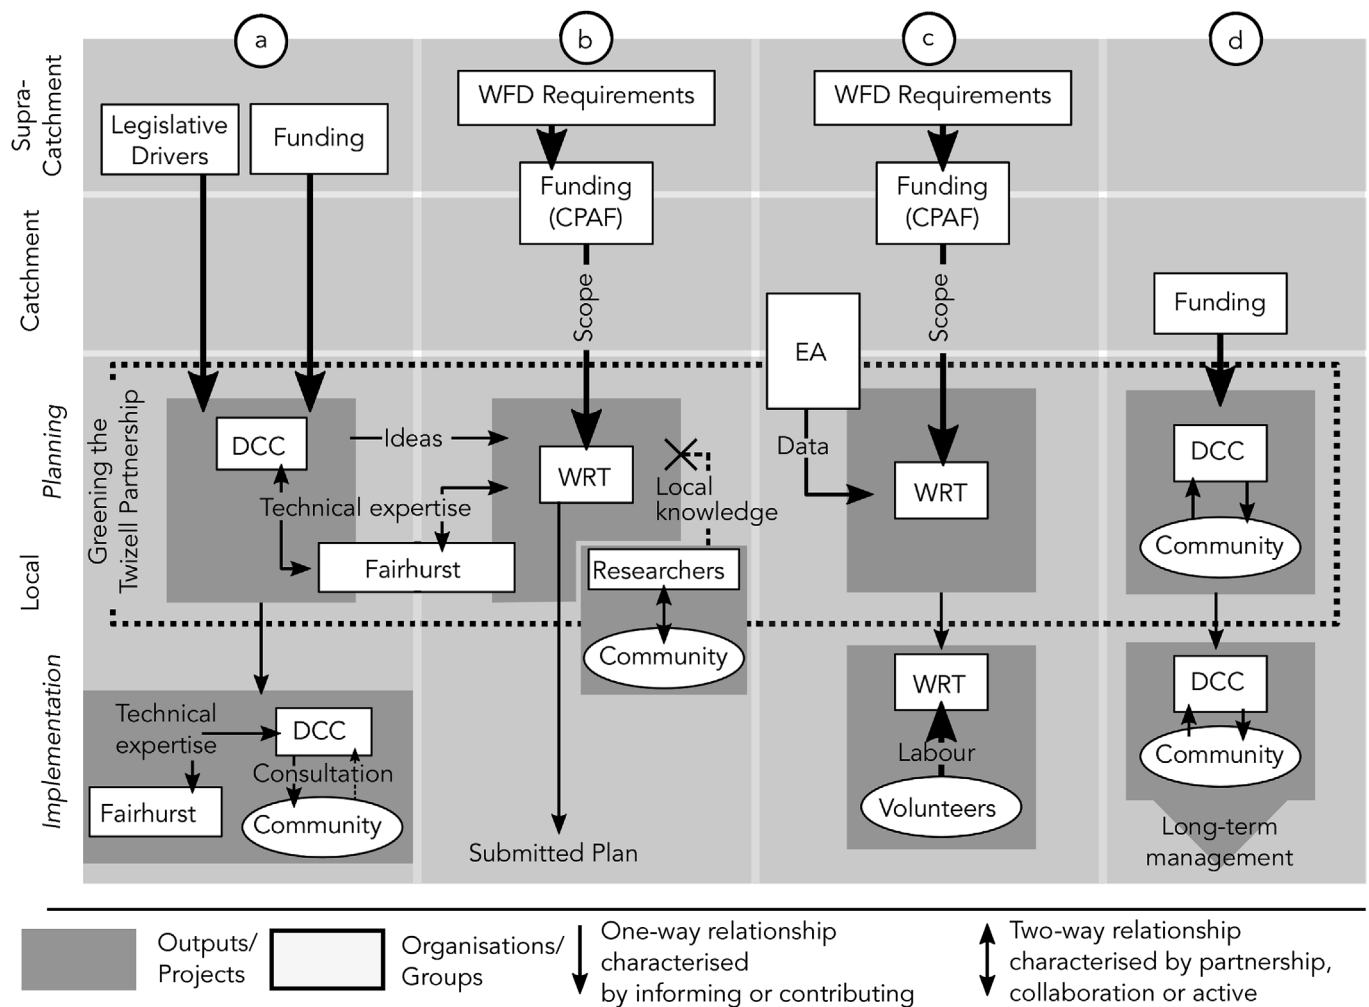 a
b
c
d
Supra-
Catchment
Catchment
Local
Planning
Implementation
Greening the
Twizell Partnership
Legislative
Drivers
Funding
DCC
Ideas
Technical expertise
Fairhurst
Technical
expertise
DCC
Consultation
Fairhurst
Community
WFD Requirements
Funding
(CPAF)
Scope
WRT
Local
knowledge
Researchers
Community
Submitted Plan
WFD Requirements
Funding
(CPAF)
Scope
EA
Data
WRT
WRT
Labour
Volunteers
Funding
DCC
Community
DCC
Community
Long-term
management
Outputs/
Projects
Organisations/
Groups
One-way relationship
characterised
by informing or contributing
Two-way relationship
characterised by partnership,
collaboration or active